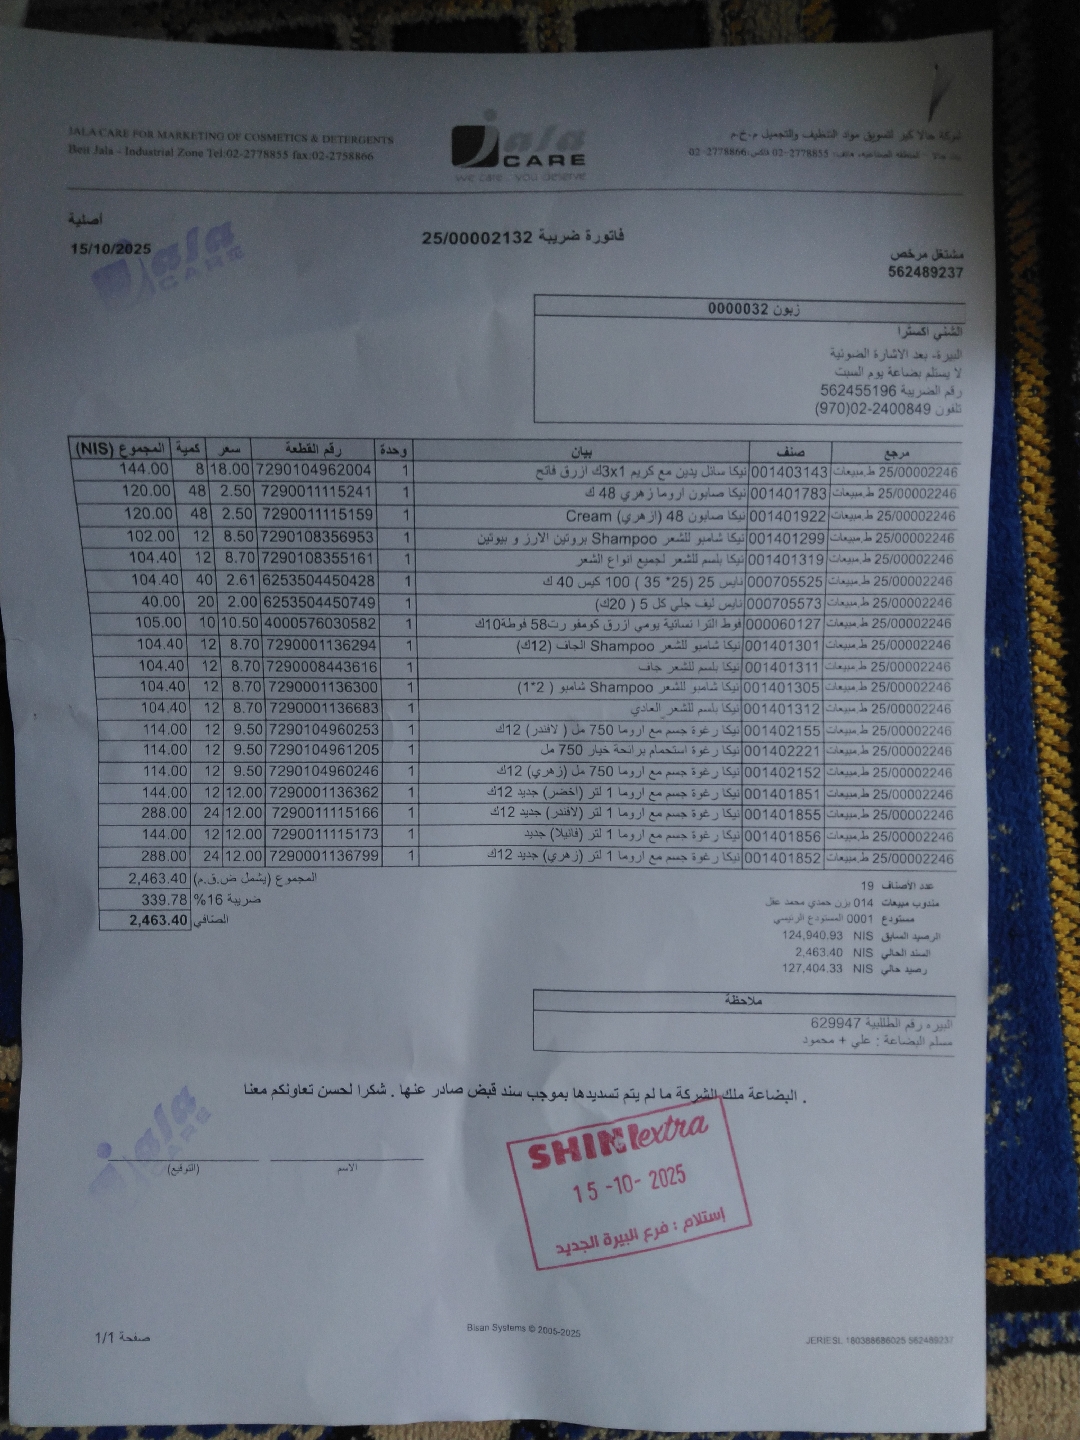 JALA CARE FOR MARKETING OF COSMETICS & DETERGENTS
Beit Jala - Industrial Zone Tel:02-2778855 fax:02-2758866
Jala CARE
we care . you deserve
شركة جالا كير لتسويق مواد التنظيف والتجميل م.خ.م
بيت جالا - المنطقة الصناعية، هاتف: 2778855-02 فاكس: 2778866-02
أصلية
15/10/2025
فاتورة ضريبة 25/00002132
مشتغل مرخص
562489237
زبون 0000032
الشني اكسترا
البيرة- بعد الاشارة الضوئية
لا يستلم بضاعة يوم السبت
رقم الضريبة 562455196
تلفون 2400849-02(970)
مرجع صنف بيان وحدة رقم القطعة سعر كمية المجموع (NIS)
25/00002246 ط.مبيعات 001403143 نيكا سائل يدين مع كريم 3x1ك ازرق فاتح 1 7290104962004 18.00 8 144.00
25/00002246 ط.مبيعات 001401783 نيكا صابون اروما زهري 48 ك 1 7290011115241 2.50 48 120.00
25/00002246 ط.مبيعات 001401922 نيكا صابون 48 (ازهري) Cream 1 7290011115159 2.50 48 120.00
25/00002246 ط.مبيعات 001401299 نيكا شامبو للشعر Shampoo بروتين الارز و بيوتين 1 7290108356953 8.50 12 102.00
25/00002246 ط.مبيعات 001401319 نيكا بلسم للشعر لجميع انواع الشعر 1 7290108355161 8.70 12 104.40
25/00002246 ط.مبيعات 000705525 نايس 25 (25* 35 ) 100 كيس 40 ك 1 6253504450428 2.61 40 104.40
25/00002246 ط.مبيعات 000705573 نايس ليف جلي كل 5 ( 20ك) 1 6253504450749 2.00 20 40.00
25/00002246 ط.مبيعات 000060127 فوط الترا نسائية يومي ازرق كومفورت58 فوطة10ك 1 4000576030582 10.50 10 105.00
25/00002246 ط.مبيعات 001401301 نيكا شامبو للشعر Shampoo الجاف (12ك) 1 7290001136294 8.70 12 104.40
25/00002246 ط.مبيعات 001401311 نيكا بلسم للشعر جاف 1 7290008443616 8.70 12 104.40
25/00002246 ط.مبيعات 001401305 نيكا شامبو للشعر Shampoo شامبو ( 2*1) 1 7290001136300 8.70 12 104.40
25/00002246 ط.مبيعات 001401312 نيكا بلسم للشعر العادي 1 7290001136683 8.70 12 104.40
25/00002246 ط.مبيعات 001402155 نيكا رغوة جسم مع اروما 750 مل ( لافندر) 12ك 1 7290104960253 9.50 12 114.00
25/00002246 ط.مبيعات 001402221 نيكا رغوة استحمام برائحة خيار 750 مل 1 7290104961205 9.50 12 114.00
25/00002246 ط.مبيعات 001402152 نيكا رغوة جسم مع اروما 750 مل (زهري) 12ك 1 7290104960246 9.50 12 114.00
25/00002246 ط.مبيعات 001401851 نيكا رغوة جسم مع اروما 1 لتر (اخضر) جديد 12ك 1 7290001136362 12.00 12 144.00
25/00002246 ط.مبيعات 001401855 نيكا رغوة جسم مع اروما 1 لتر (لافندر) جديد 12ك 1 7290011115166 12.00 24 288.00
25/00002246 ط.مبيعات 001401856 نيكا رغوة جسم مع اروما 1 لتر (فانيلا) جديد 1 7290011115173 12.00 12 144.00
25/00002246 ط.مبيعات 001401852 نيكا رغوة جسم مع اروما 1 لتر (زهري) جديد 12ك 1 7290001136799 12.00 24 288.00
المجموع (يشمل ض.ق.م) 2,463.40
ضريبة 16% 339.78
الصافي 2,463.40
عدد الأصناف 19
مندوب مبيعات 014 يزن حمدي محمد عقل
مستودع 0001 المستودع الرئيسي
الرصيد السابق NIS 124,940.93
السند الحالي NIS 2,463.40
رصيد حالي NIS 127,404.33
ملاحظة
البيره رقم الطلبية 629947
مسلم البضاعة : علي + محمود
البضاعة ملك الشركة ما لم يتم تسديدها بموجب سند قبض صادر عنها . شكرا لحسن تعاونكم معنا .
الاسم
(التوقيع)
SHINI extra
15 -10- 2025
إستلام : فرع البيرة الجديد
صفحة 1/1
Bisan Systems © 2005-2025
JERIESL 160388686025 562489237